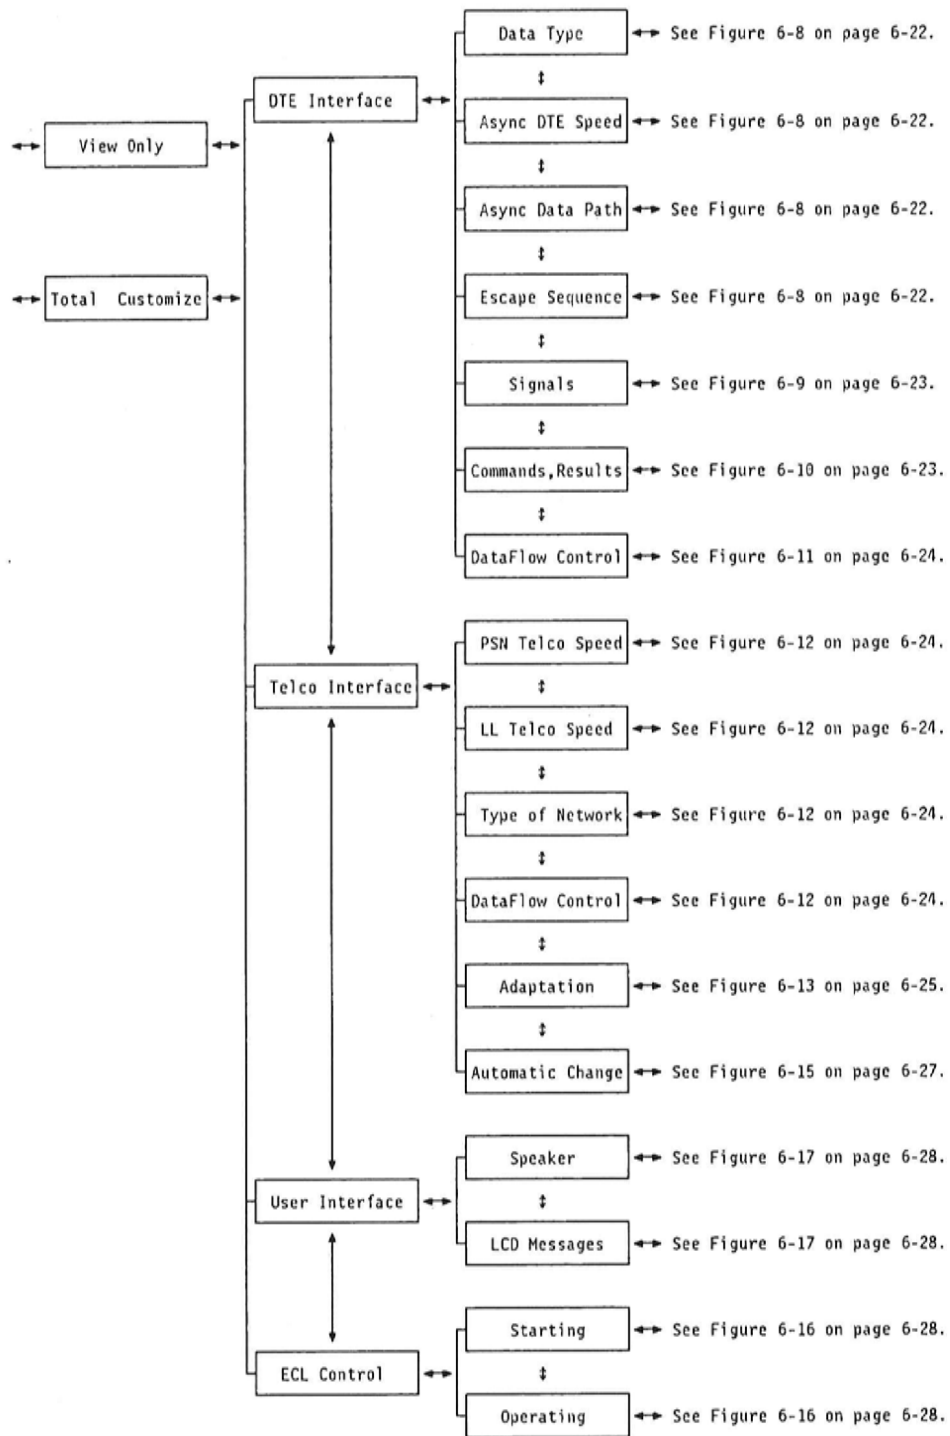 Data Type See Figure 6-8 on page 6-22.
DTE Interface
Async DTE Speed See Figure 6-8 on page 6-22.
View Only
Async Data Path See Figure 6-8 on page 6-22.
Total Customize
Escape Sequence See Figure 6-8 on page 6-22.
Signals See Figure 6-9 on page 6-23.
Commands,Results See Figure 6-10 on page 6-23.
DataFlow Control See Figure 6-11 on page 6-24.
PSN Telco Speed See Figure 6-12 on page 6-24.
Telco Interface
LL Telco Speed See Figure 6-12 on page 6-24.
Type of Network See Figure 6-12 on page 6-24.
DataFlow Control See Figure 6-12 on page 6-24.
Adaptation See Figure 6-13 on page 6-25.
Automatic Change See Figure 6-15 on page 6-27.
Speaker See Figure 6-17 on page 6-28.
User Interface
LCD Messages See Figure 6-17 on page 6-28.
Starting See Figure 6-16 on page 6-28.
ECL Control
Operating See Figure 6-16 on page 6-28.